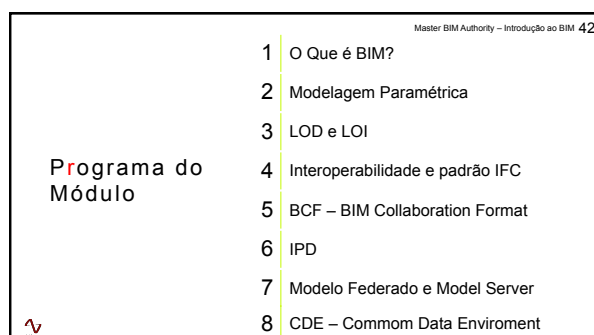 Master BIM Authority – Introdução ao BIM 42
Programa do
Módulo
1 O Que é BIM?
2 Modelagem Paramétrica
3 LOD e LOI
4 Interoperabilidade e padrão IFC
5 BCF – BIM Collaboration Format
6 IPD
7 Modelo Federado e Model Server
8 CDE – Commom Data Enviroment